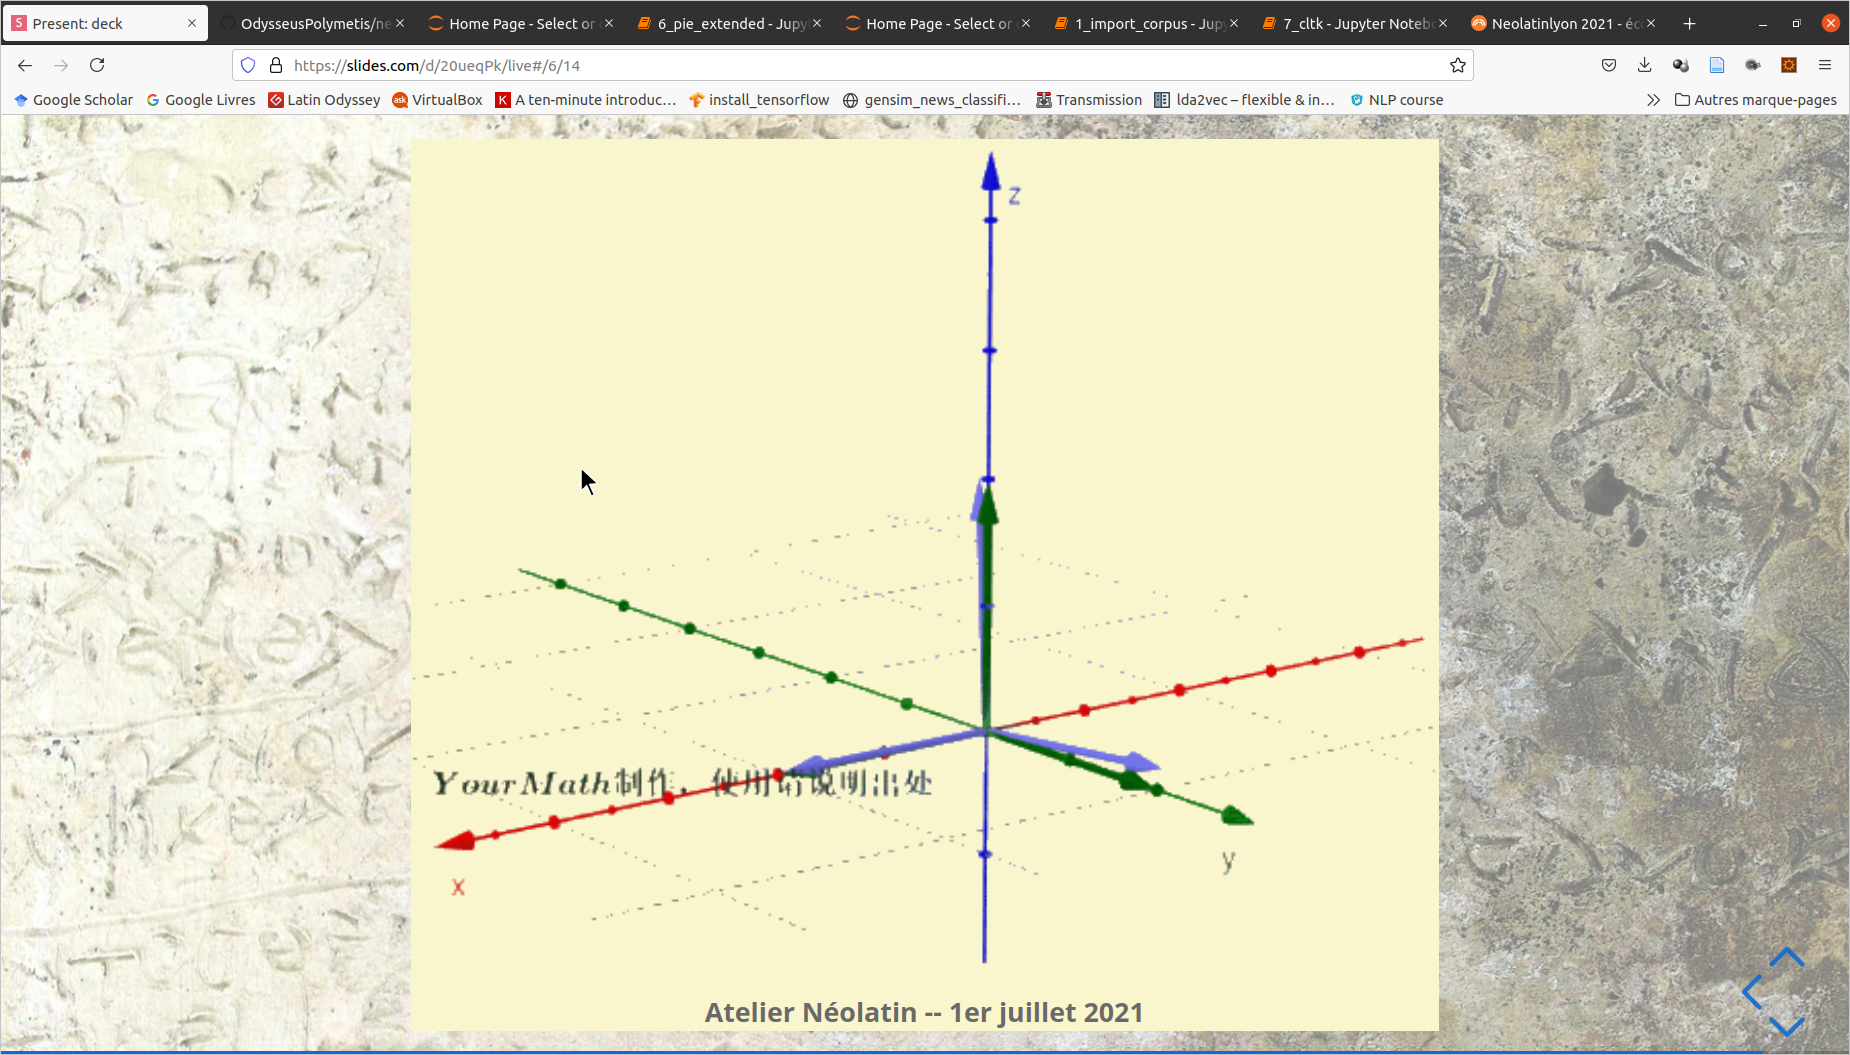 Present: deck
OdysseusPolymetis/ne
Home Page - Select or
6_pie_extended - Jupy
Home Page - Select or
1_import_corpus - Jup
7_cltk - Jupyter Noteb
Neolatinlyon 2021 - éc
https://slides.com/d/20ueqPk/live#/6/14
Google Scholar
Google Livres
Latin Odyssey
VirtualBox
A ten-minute introduc…
install_tensorflow
gensim_news_classifi…
Transmission
lda2vec – flexible & in…
NLP course
Autres marque-pages
z
YourMath制作，使用请说明出处
x
y
Atelier Néolatin -- 1er juillet 2021